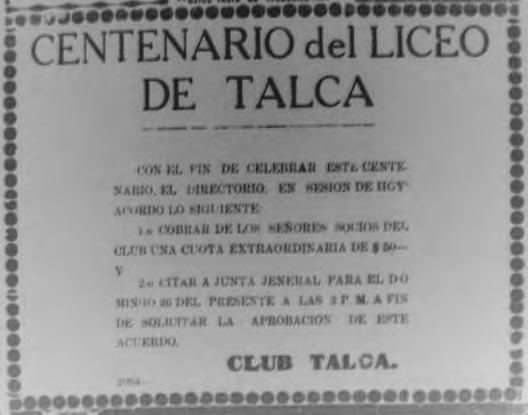 CENTENARIO del LICEO
DE TALCA
CON EL FIN DE CELEBRAR ESTE CENTE-
NARIO, EL DIRECTORIO, EN SESION DE HOY
ACORDO LO SIGUIENTE
1.o COBRAR DE LOS SEÑORES SOCIOS DEL
CLUB UNA CUOTA EXTRAORDINARIA DE $ 50—
Y
2.o CITAR A JUNTA JENERAL PARA EL DO
MINGO 26 DEL PRESENTE A LAS 2 P. M. A FIN
DE SOLICITAR LA APROBACION DE ESTE
ACUERDO.
CLUB TALCA.